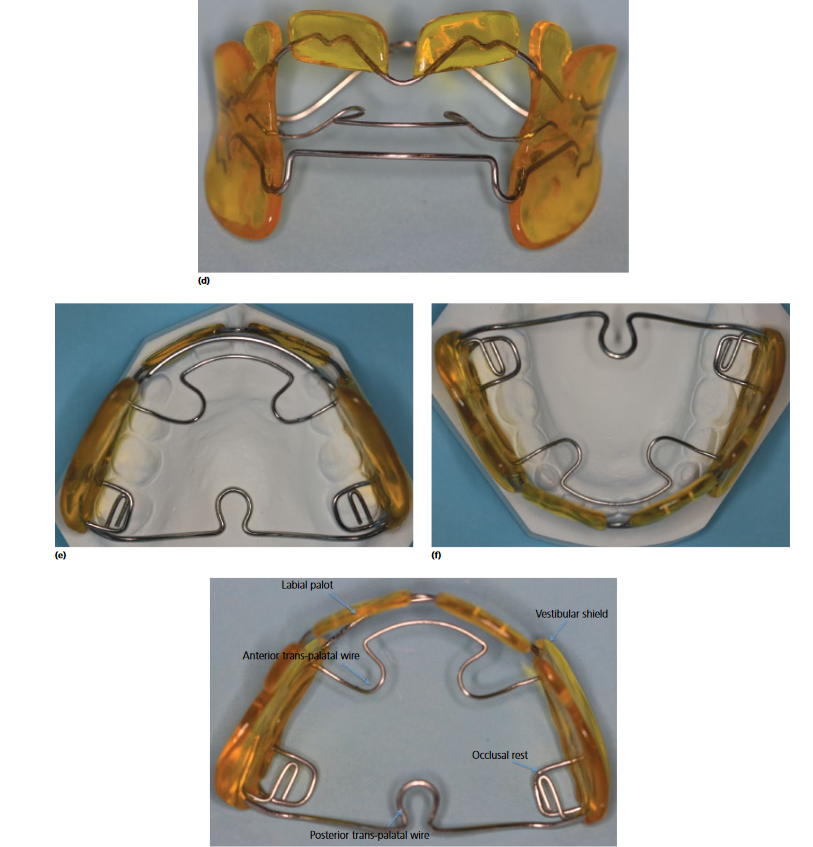 (d)
(e)
(f)
Labial palot
Vestibular shield
Anterior trans-palatal wire
Occlusal rest
Posterior trans-palatal wire